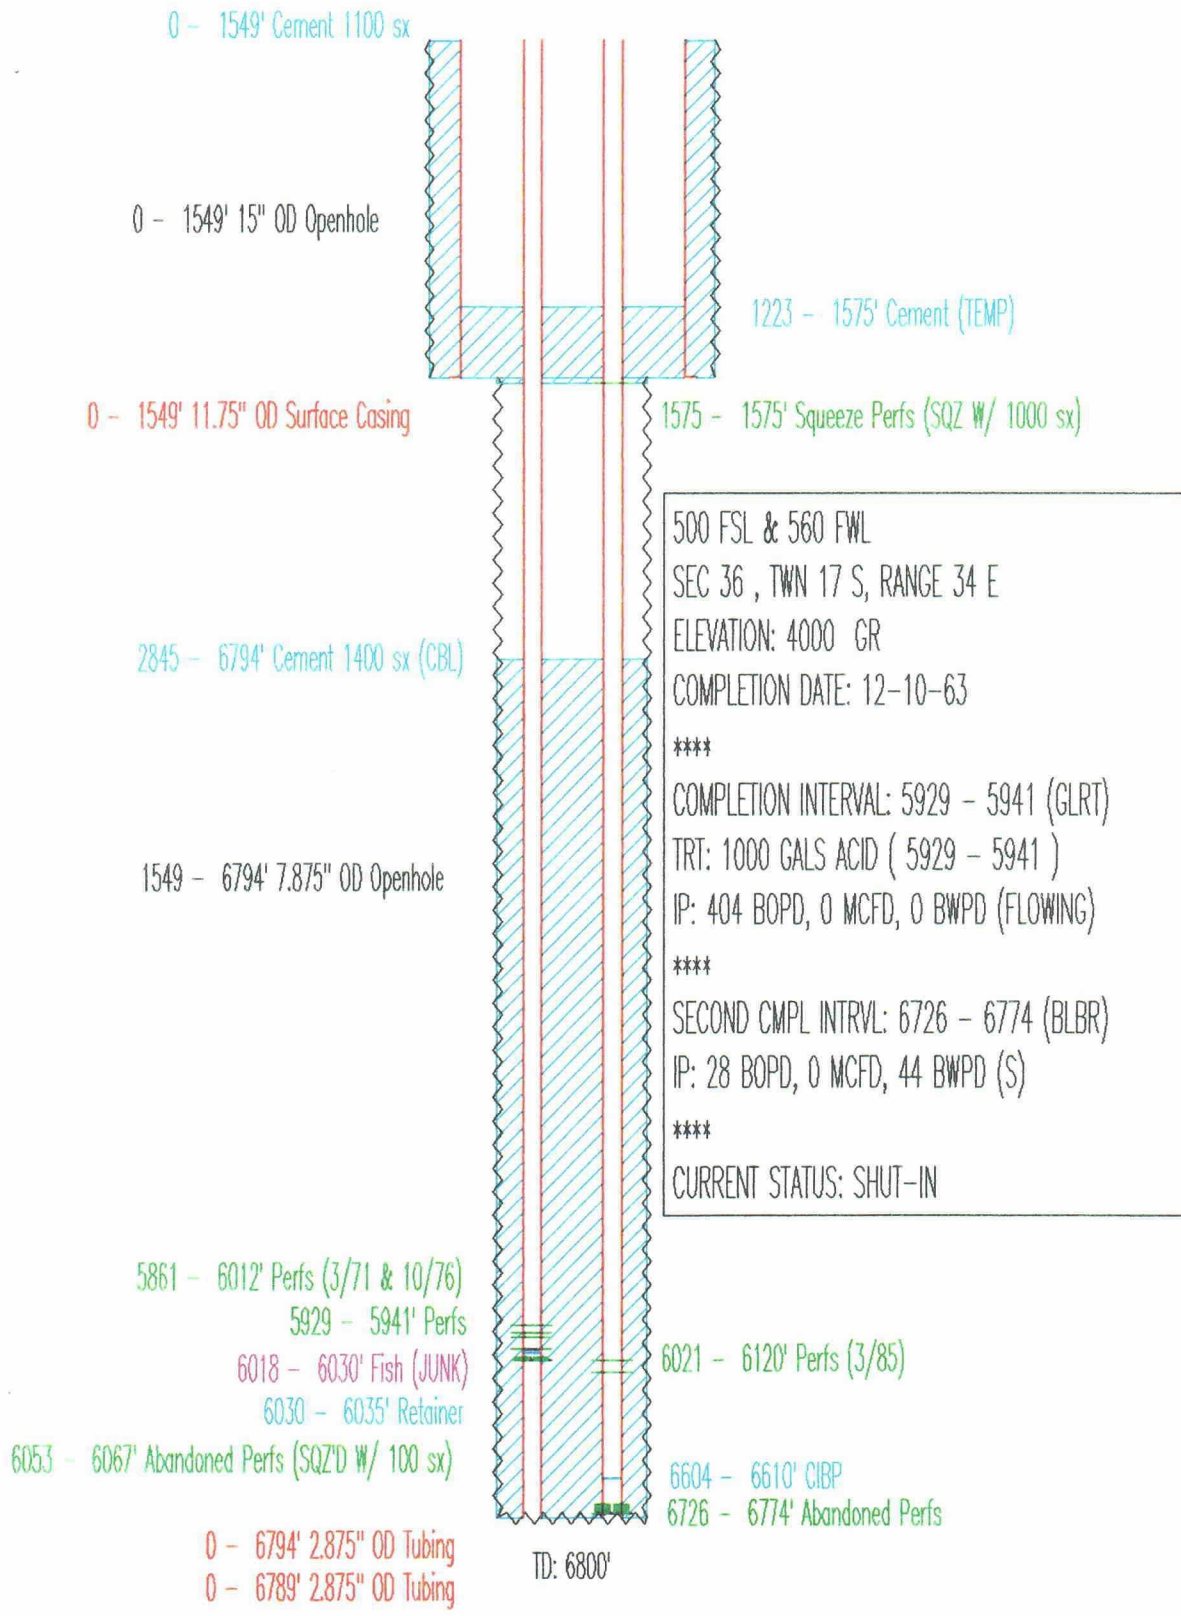 0 - 1549' Cement 1100 sx
0 - 1549' 15" OD Openhole
1223 - 1575' Cement (TEMP)
0 - 1549' 11.75" OD Surface Casing
1575 - 1575' Squeeze Perfs (SQZ W/ 1000 sx)
500 FSL & 560 FWL
SEC 36 , TWN 17 S, RANGE 34 E
ELEVATION: 4000 GR
COMPLETION DATE: 12-10-63
****
COMPLETION INTERVAL: 5929 - 5941 (GLRT)
TRT: 1000 GALS ACID ( 5929 - 5941 )
IP: 404 BOPD, 0 MCFD, 0 BWPD (FLOWING)
****
SECOND CMPL INTRVL: 6726 - 6774 (BLBR)
IP: 28 BOPD, 0 MCFD, 44 BWPD (S)
****
CURRENT STATUS: SHUT-IN
2845 - 6794' Cement 1400 sx (CBL)
1549 - 6794' 7.875" OD Openhole
5861 - 6012' Perfs (3/71 & 10/76)
5929 - 5941' Perfs
6018 - 6030' Fish (JUNK)
6030 - 6035' Retainer
6053 - 6067' Abandoned Perfs (SQZ'D W/ 100 sx)
6021 - 6120' Perfs (3/85)
6604 - 6610' CIBP
6726 - 6774' Abandoned Perfs
0 - 6794' 2.875" OD Tubing
0 - 6789' 2.875" OD Tubing
TD: 6800'